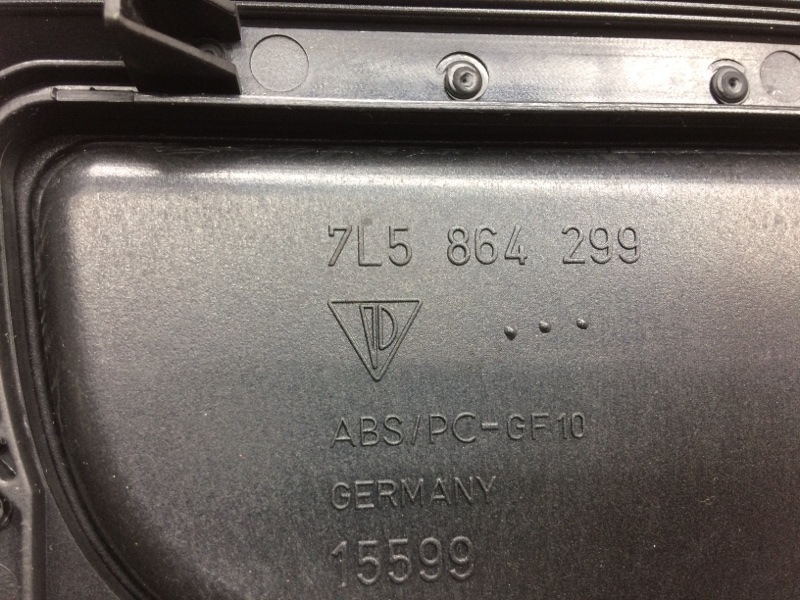 7L5 864 299
ABS/PC-GF10
GERMANY
15599